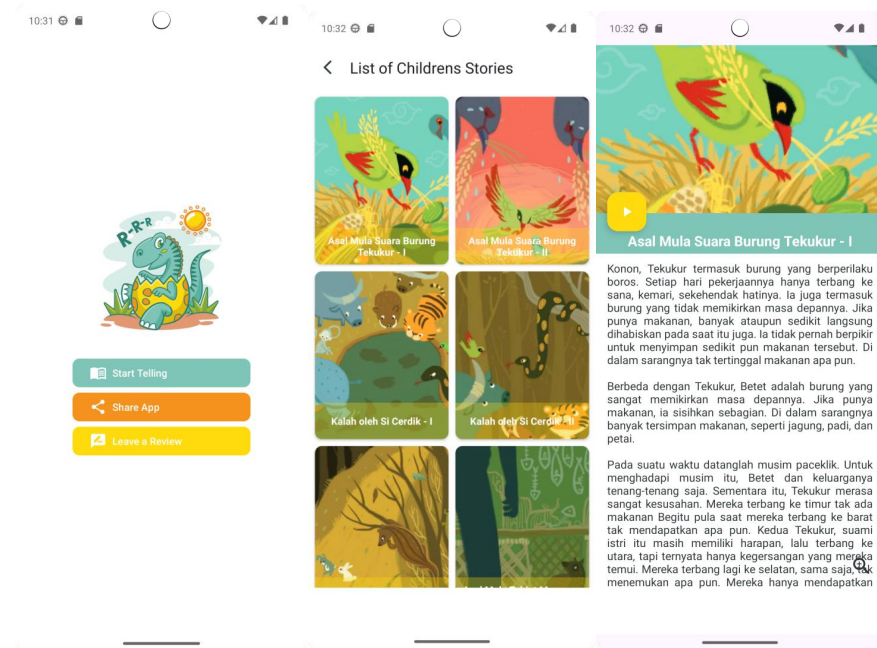 10:31
R-R-R
Start Telling
Share App
Leave a Review
10:32
List of Childrens Stories
Asal Mula Suara Burung
Tekukur - I
Asal Mula Suara Burung
Tekukur - II
Kalah oleh Si Cerdik - I
Kalah oleh Si Cerdik - II
10:32
Asal Mula Suara Burung Tekukur - I
Konon, Tekukur termasuk burung yang berperilaku
boros. Setiap hari pekerjaannya hanya terbang ke
sana, kemari, sekehendak hatinya. Ia juga termasuk
burung yang tidak memikirkan masa depannya. Jika
punya makanan, banyak ataupun sedikit langsung
dihabiskan pada saat itu juga. Ia tidak pernah berpikir
untuk menyimpan sedikit pun makanan tersebut. Di
dalam sarangnya tak tertinggal makanan apa pun.
Berbeda dengan Tekukur, Betet adalah burung yang
sangat memikirkan masa depannya. Jika punya
makanan, ia sisihkan sebagian. Di dalam sarangnya
banyak tersimpan makanan, seperti jagung, padi, dan
petai.
Pada suatu waktu datanglah musim paceklik. Untuk
menghadapi musim itu, Betet dan keluarganya
tenang-tenang saja. Sementara itu, Tekukur merasa
sangat kesusahan. Mereka terbang ke timur tak ada
makanan Begitu pula saat mereka terbang ke barat
tak mendapatkan apa pun. Kedua Tekukur, suami
istri itu masih memiliki harapan, lalu terbang ke
utara, tapi ternyata hanya kegersangan yang mereka
temui. Mereka terbang lagi ke selatan, sama saja, tak
menemukan apa pun. Mereka hanya mendapatkan